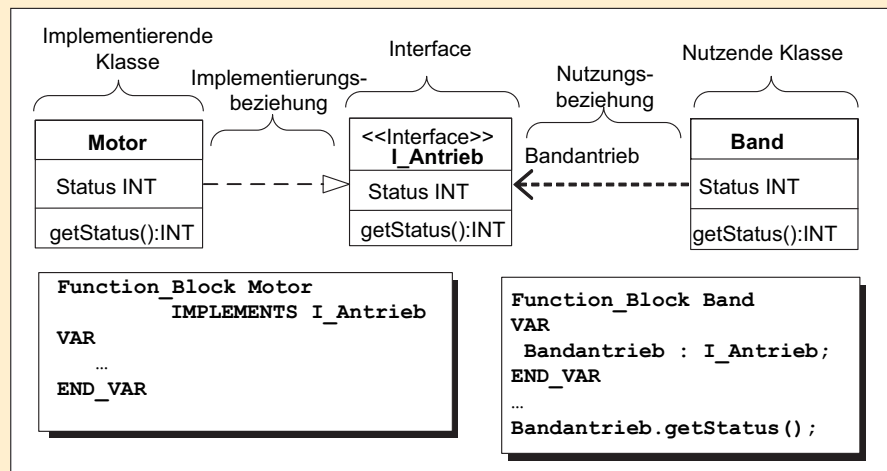 Implementierende
Klasse
Implementierungs-
beziehung
Interface
Nutzungs-
beziehung
Nutzende Klasse
Motor
Status INT
getStatus():INT
<<Interface>>
I_Antrieb
Status INT
getStatus():INT
Bandantrieb
Band
Status INT
getStatus():INT
Function_Block Motor
IMPLEMENTS I_Antrieb
VAR
…
END_VAR
Function_Block Band
VAR
Bandantrieb : I_Antrieb;
END_VAR
…
Bandantrieb.getStatus();